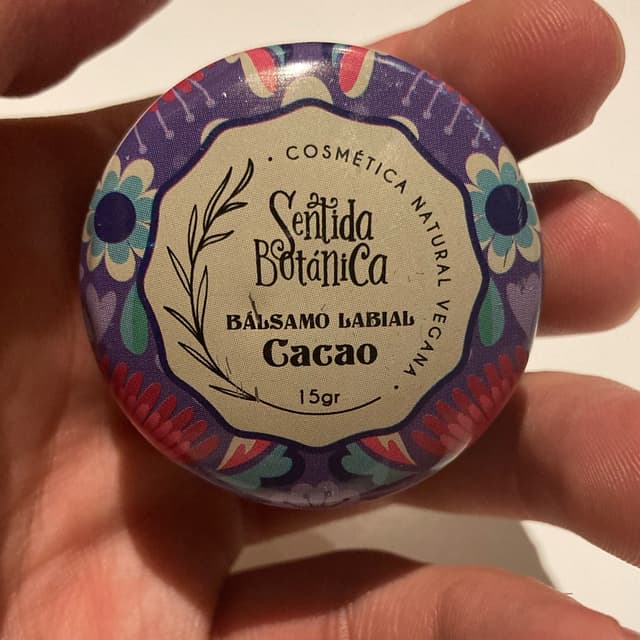 · COSMÉTICA NATURAL VEGANA ·
Sentida
Botánica
BÁLSAMO LABIAL
Cacao
15gr